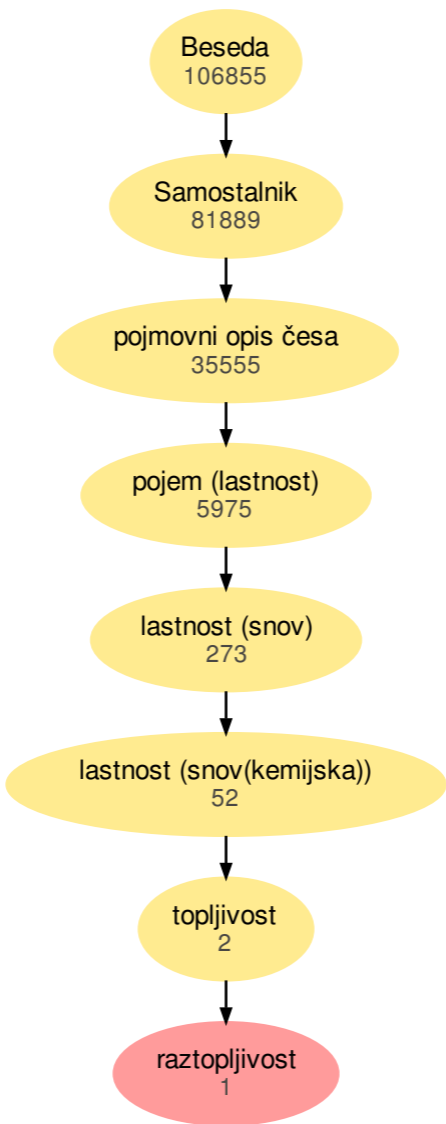 Beseda
106855
Samostalnik
81889
pojmovni opis česa
35555
pojem (lastnost)
5975
lastnost (snov)
273
lastnost (snov(kemijska))
52
topljivost
2
raztopljivost
1